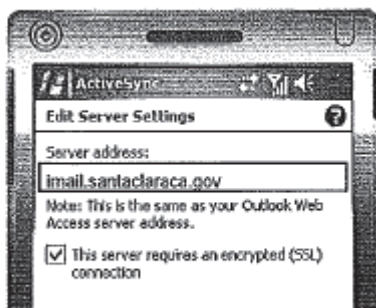 ActiveSync
Edit Server Settings
Server address:
imail.santaclaraca.gov
Note: This is the same as your Outlook Web
Access server address.
This server requires an encrypted (SSL)
connection